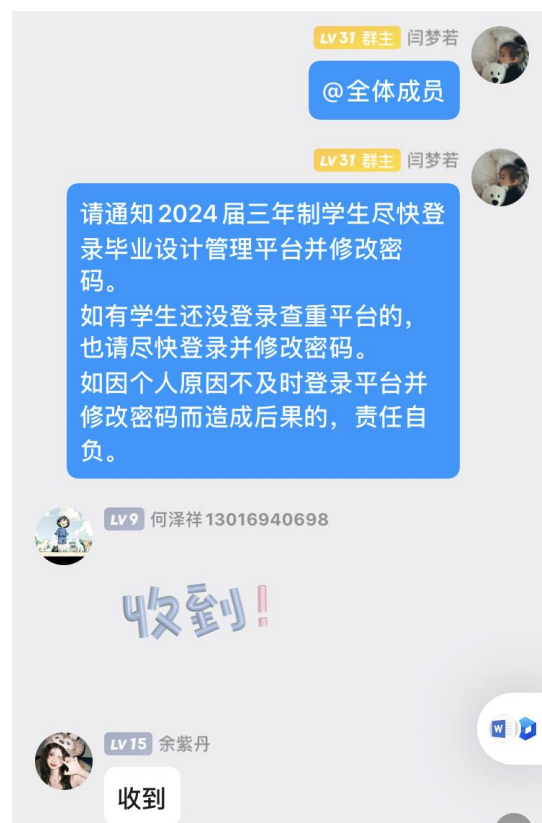 LV31 群主 闫梦若
@全体成员
LV31 群主 闫梦若
请通知2024届三年制学生尽快登
录毕业设计管理平台并修改密
码。
如有学生还没登录查重平台的，
也请尽快登录并修改密码。
如因个人原因不及时登录平台并
修改密码而造成后果的，责任自
负。
LV9 何泽祥13016940698
收到!
W
LV15 余紫丹
收到